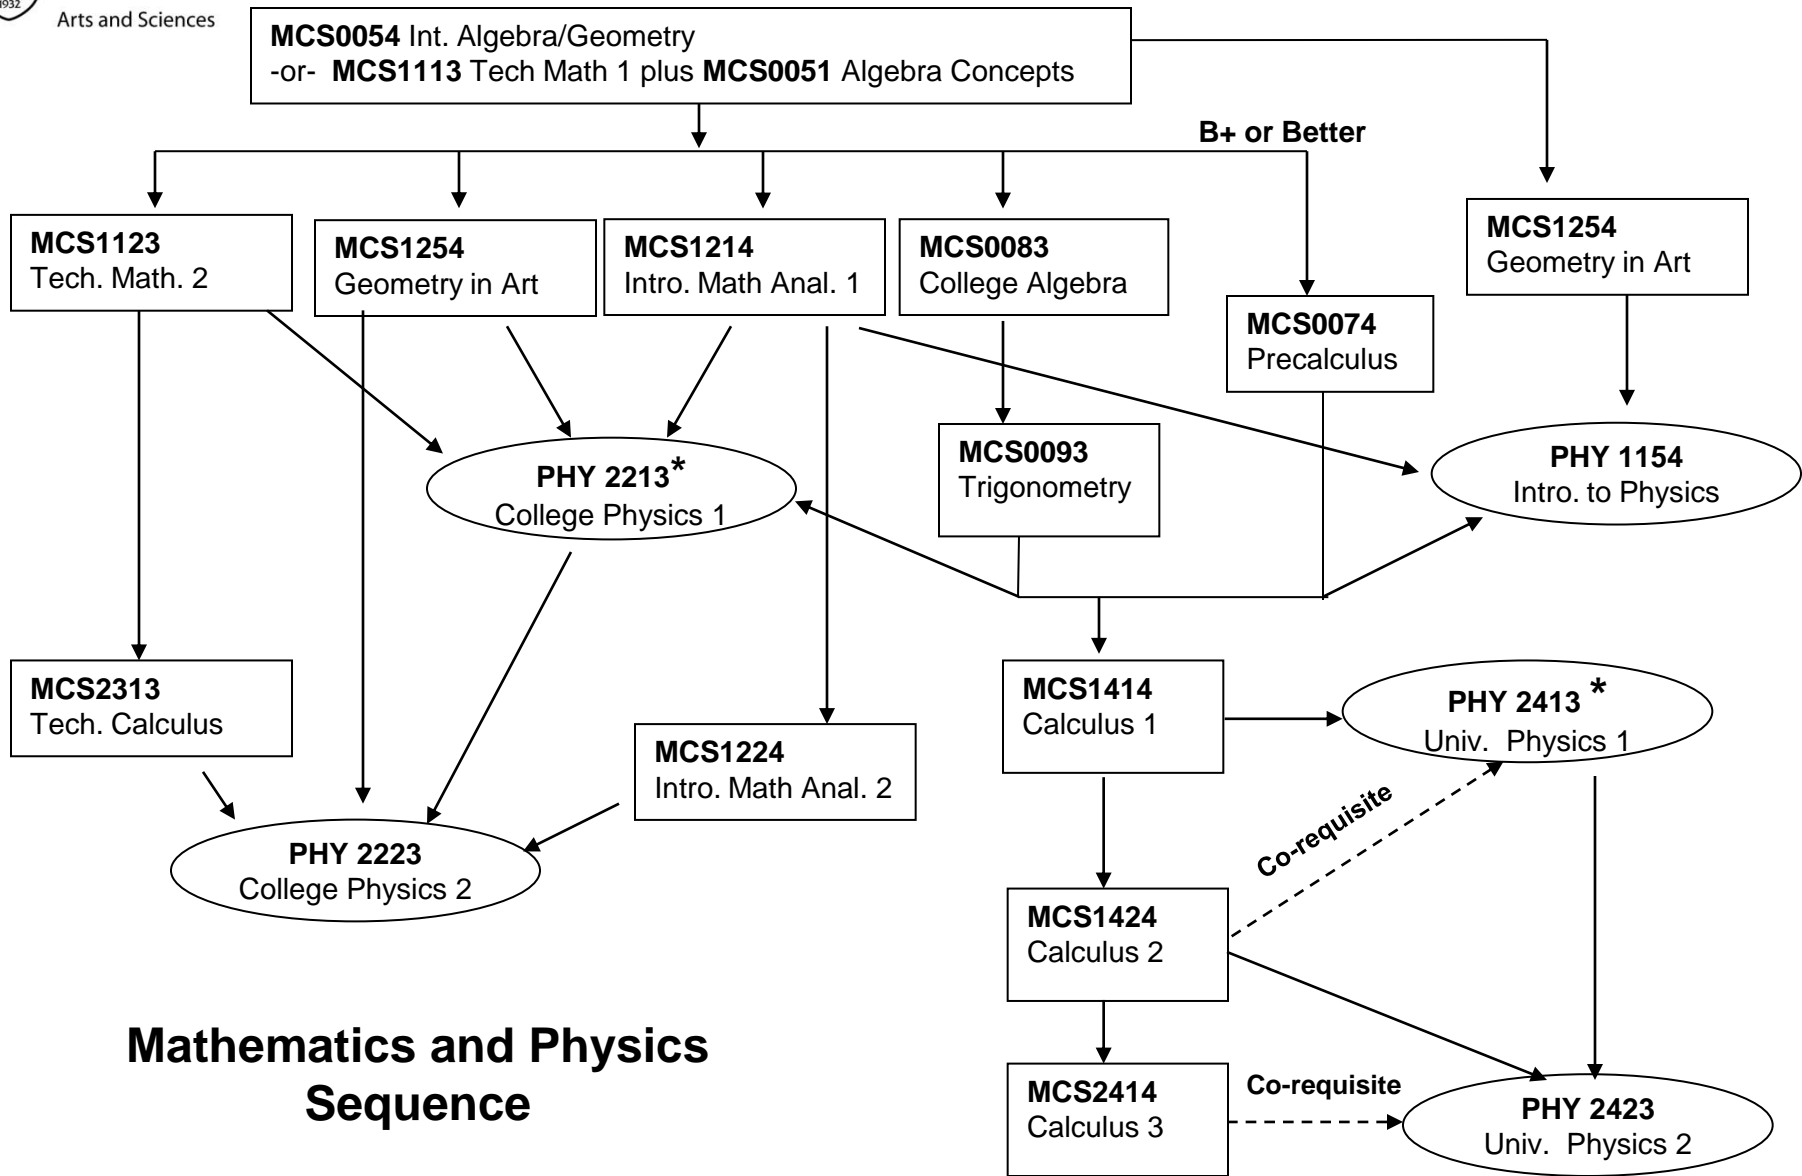 1932
Arts and Sciences
MCS0054 Int. Algebra/Geometry
-or- MCS1113 Tech Math 1 plus MCS0051 Algebra Concepts
B+ or Better
MCS1123
Tech. Math. 2
MCS1254
Geometry in Art
MCS1214
Intro. Math Anal. 1
MCS0083
College Algebra
MCS0074
Precalculus
MCS1254
Geometry in Art
PHY 2213*
College Physics 1
MCS0093
Trigonometry
PHY 1154
Intro. to Physics
MCS2313
Tech. Calculus
MCS1224
Intro. Math Anal. 2
MCS1414
Calculus 1
PHY 2413 *
Univ. Physics 1
PHY 2223
College Physics 2
Co-requisite
MCS1424
Calculus 2
Mathematics and Physics
Sequence
MCS2414
Calculus 3
Co-requisite
PHY 2423
Univ. Physics 2